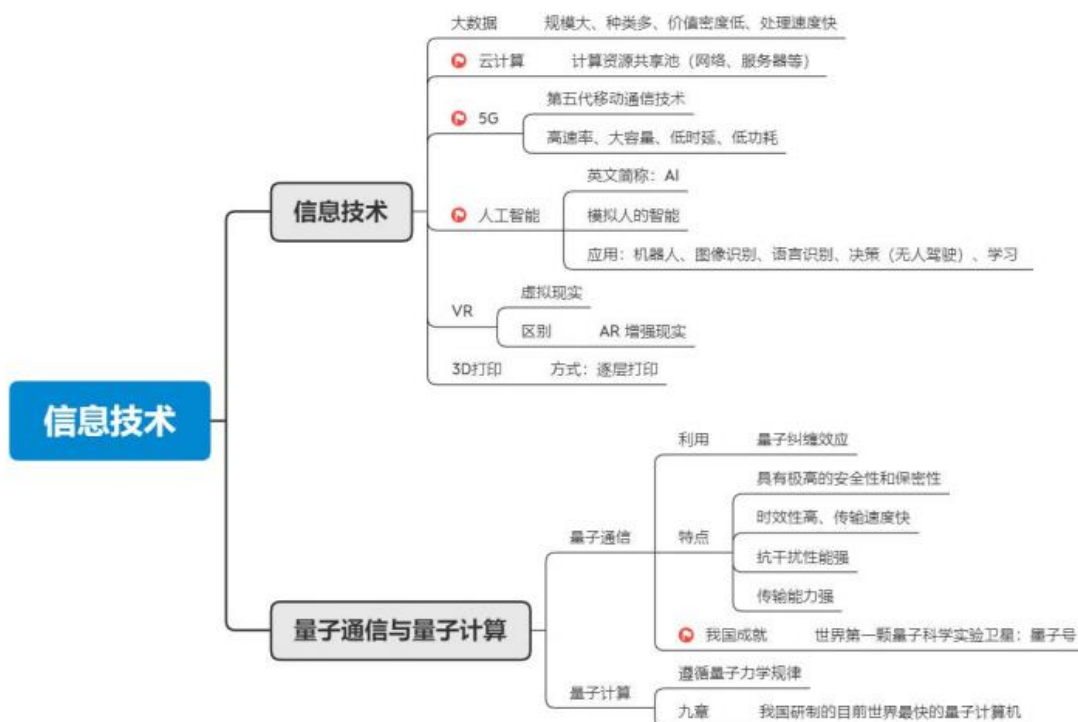 大数据 规模大、种类多、价值密度低、处理速度快
云计算 计算资源共享池（网络、服务器等）
第五代移动通信技术
5G
高速率、大容量、低时延、低功耗
英文简称：AI
信息技术
人工智能 模拟人的智能
应用：机器人、图像识别、语言识别、决策（无人驾驶）、学习
虚拟现实
VR
区别 AR 增强现实
3D打印 方式：逐层打印
信息技术
利用 量子纠缠效应
具有极高的安全性和保密性
时效性高、传输速度快
量子通信 特点
抗干扰性能强
传输能力强
量子通信与量子计算
我国成就 世界第一颗量子科学实验卫星：墨子号
遵循量子力学规律
量子计算
九章 我国研制的目前世界最快的量子计算机